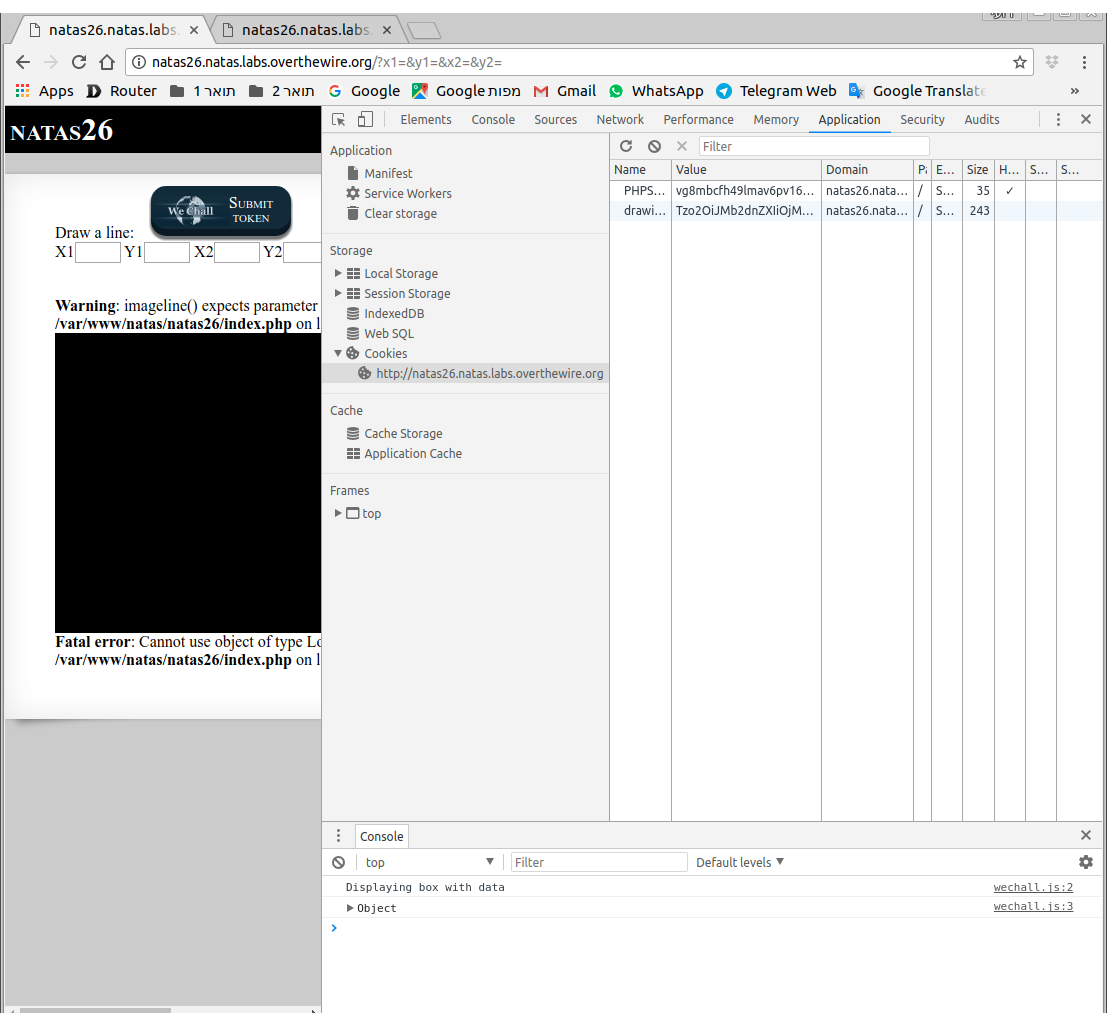 natas26.natas.labs. × natas26.natas.labs. ×
natas26.natas.labs.overthewire.org/?x1=&y1=&x2=&y2=
Apps Router תואר 1 תואר 2 Google Google מפות Gmail WhatsApp Telegram Web Google Translate »
NATAS26
We Chall SUBMIT TOKEN
Draw a line:
X1 Y1 X2 Y2
Warning: imageline() expects parameter
/var/www/natas/natas26/index.php on l
Fatal error: Cannot use object of type Lo
/var/www/natas/natas26/index.php on l
Elements Console Sources Network Performance Memory Application Security Audits
Application
Manifest
Service Workers
Clear storage
Storage
Local Storage
Session Storage
IndexedDB
Web SQL
Cookies
http://natas26.natas.labs.overthewire.org
Cache
Cache Storage
Application Cache
Frames
top
Filter
Name Value Domain P E... Size H... S... S...
PHPS... vg8mbcfh49lmav6pv16... natas26.nata... / S... 35 ✓
drawi... Tzo2OiJMb2dnZXIiOjM... natas26.nata... / S... 243
Console
top Filter Default levels
Displaying box with data wechall.js:2
Object wechall.js:3